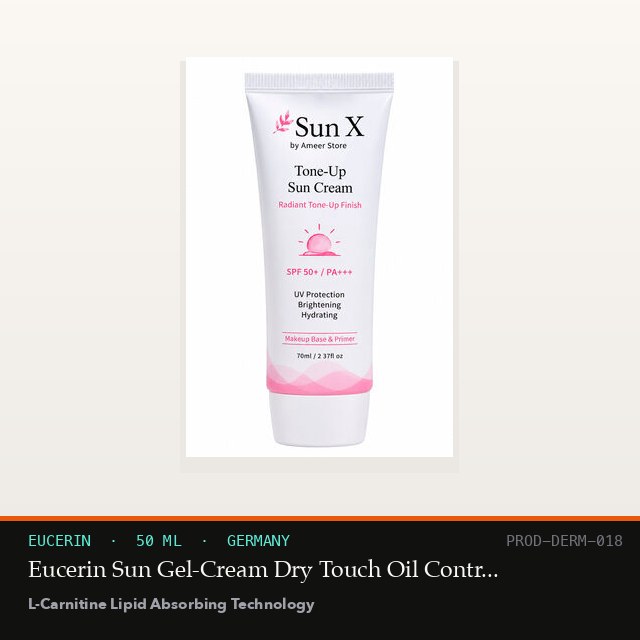 Sun X
by Ameer Store
Tone-Up
Sun Cream
Radiant Tone-Up Finish
SPF 50+ / PA+++
UV Protection
Brightening
Hydrating
Makeup Base & Primer
70ml / 2 37fl oz
EUCERIN · 50 ML · GERMANY
PROD–DERM–018
Eucerin Sun Gel-Cream Dry Touch Oil Contr...
L-Carnitine Lipid Absorbing Technology